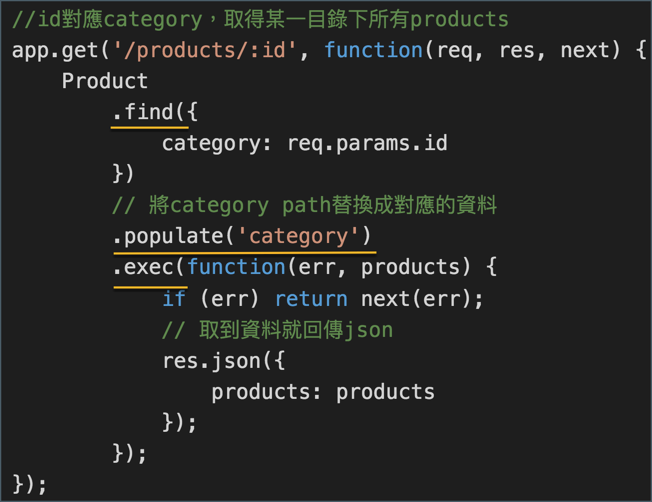 //id對應category，取得某一目錄下所有products
app.get('/products/:id', function(req, res, next) {
    Product
        .find({
            category: req.params.id
        })
        // 將category path替換成對應的資料
        .populate('category')
        .exec(function(err, products) {
            if (err) return next(err);
            // 取到資料就回傳json
            res.json({
                products: products
            });
        });
});